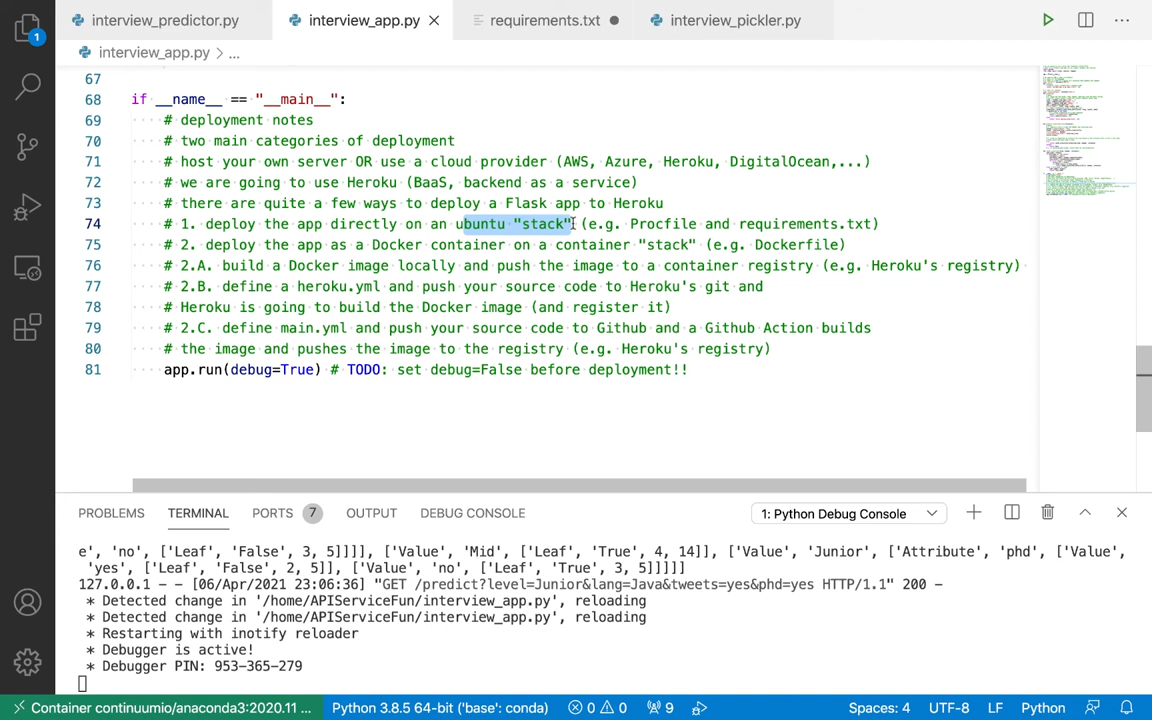 interview_predictor.py
interview_app.py
requirements.txt
interview_pickler.py
interview_app.py > ...
1
67
68 if __name__ == "__main__":
69 # deployment notes
70 # two main categories of deployment
71 # host your own server OR use a cloud provider (AWS, Azure, Heroku, DigitalOcean,...)
72 # we are going to use Heroku (BaaS, backend as a service)
73 # there are quite a few ways to deploy a Flask app to Heroku
74 # 1. deploy the app directly on an ubuntu "stack" (e.g. Procfile and requirements.txt)
75 # 2. deploy the app as a Docker container on a container "stack" (e.g. Dockerfile)
76 # 2.A. build a Docker image locally and push the image to a container registry (e.g. Heroku's registry)
77 # 2.B. define a heroku.yml and push your source code to Heroku's git and
78 # Heroku is going to build the Docker image (and register it)
79 # 2.C. define main.yml and push your source code to Github and a Github Action builds
80 # the image and pushes the image to the registry (e.g. Heroku's registry)
81 app.run(debug=True) # TODO: set debug=False before deployment!!
PROBLEMS TERMINAL PORTS 7 OUTPUT DEBUG CONSOLE 1: Python Debug Console
e', 'no', ['Leaf', 'False', 3, 5]]]], ['Value', 'Mid', ['Leaf', 'True', 4, 14]], ['Value', 'Junior', ['Attribute', 'phd', ['Value',
'yes', ['Leaf', 'False', 2, 5]], ['Value', 'no', ['Leaf', 'True', 3, 5]]]]]
127.0.0.1 - - [06/Apr/2021 23:06:36] "GET /predict?level=Junior&lang=Java&tweets=yes&phd=yes HTTP/1.1" 200 -
* Detected change in '/home/APIServiceFun/interview_app.py', reloading
* Detected change in '/home/APIServiceFun/interview_app.py', reloading
* Restarting with inotify reloader
* Debugger is active!
* Debugger PIN: 953-365-279
Container continuumio/anaconda3:2020.11 ... Python 3.8.5 64-bit ('base': conda) 0 0 9 Spaces: 4 UTF-8 LF Python